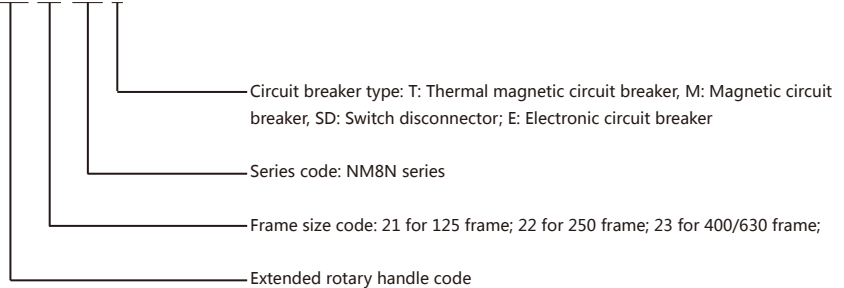 Circuit breaker type: T: Thermal magnetic circuit breaker, M: Magnetic circuit
breaker, SD: Switch disconnector; E: Electronic circuit breaker
Series code: NM8N series
Frame size code: 21 for 125 frame; 22 for 250 frame; 23 for 400/630 frame;
Extended rotary handle code